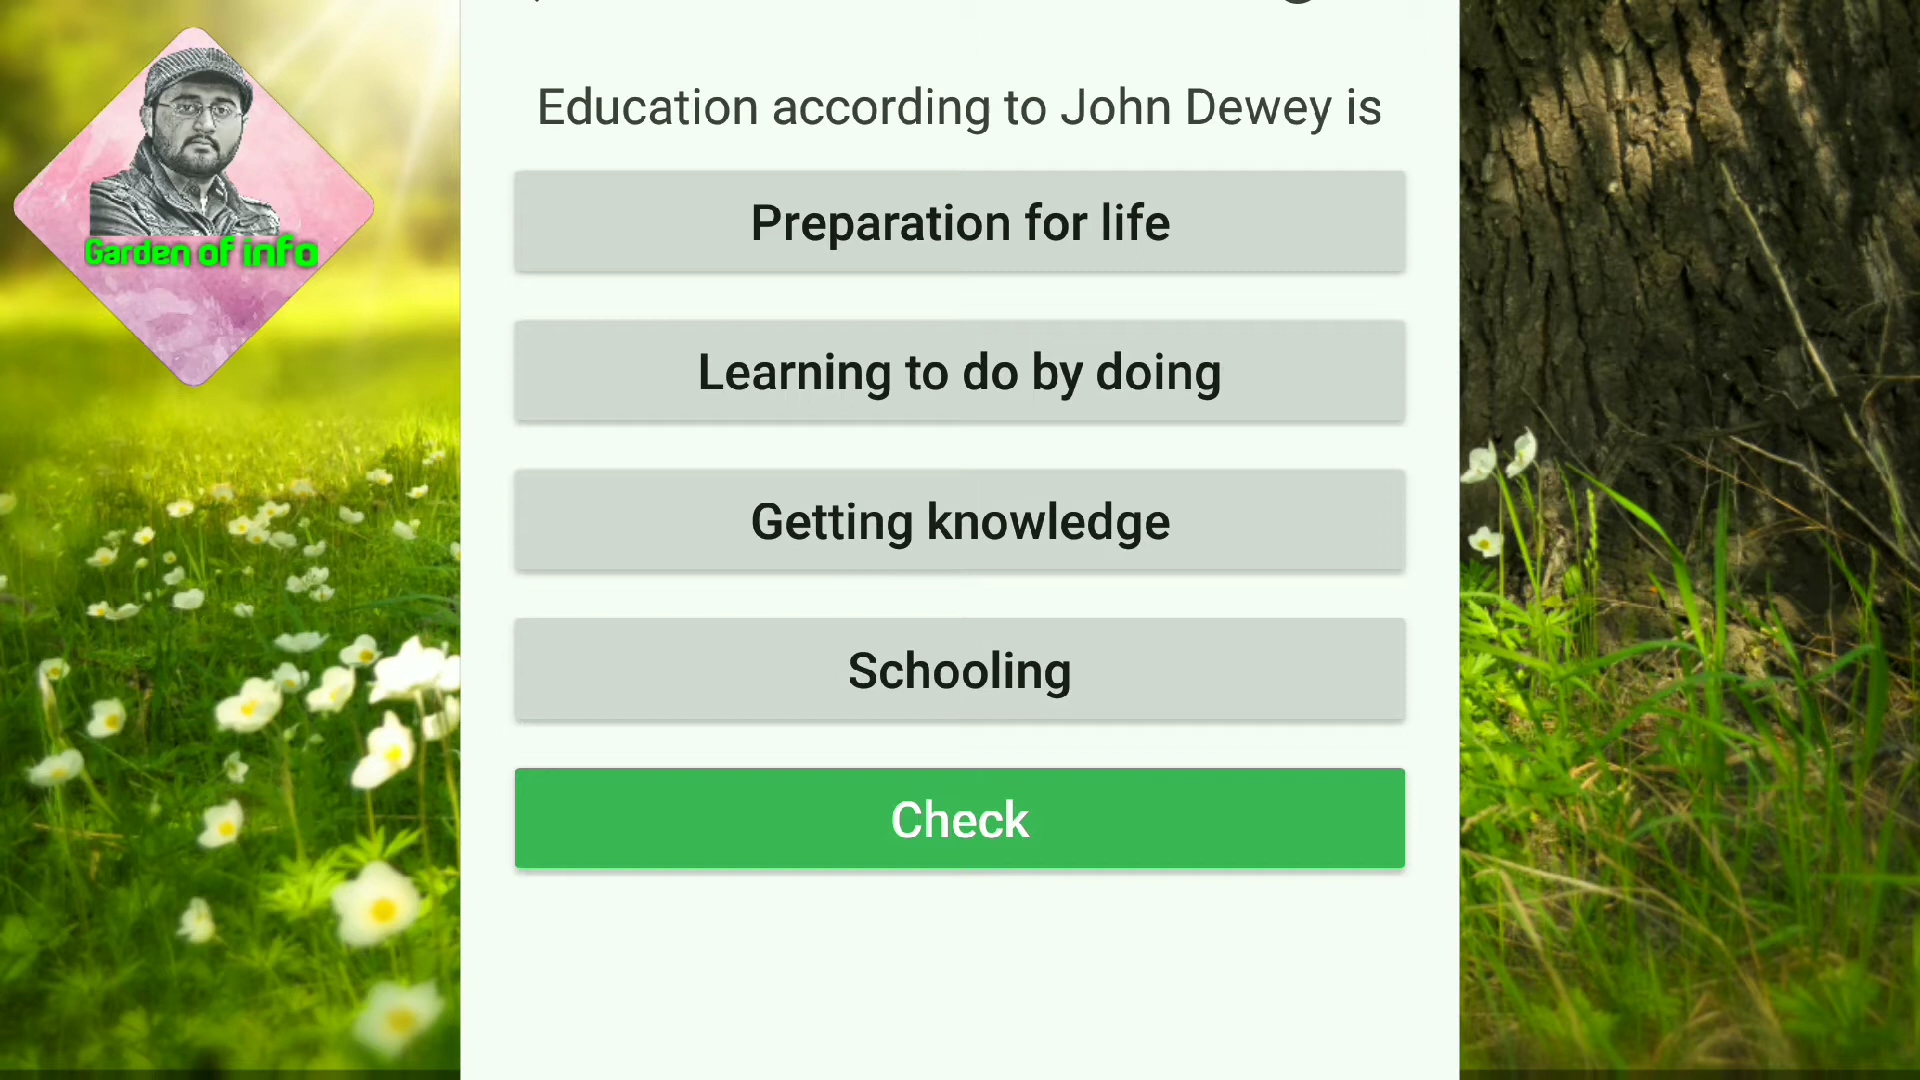 Education according to John Dewey is
Preparation for life
Garden of info
Learning to do by doing
Getting knowledge
Schooling
Check